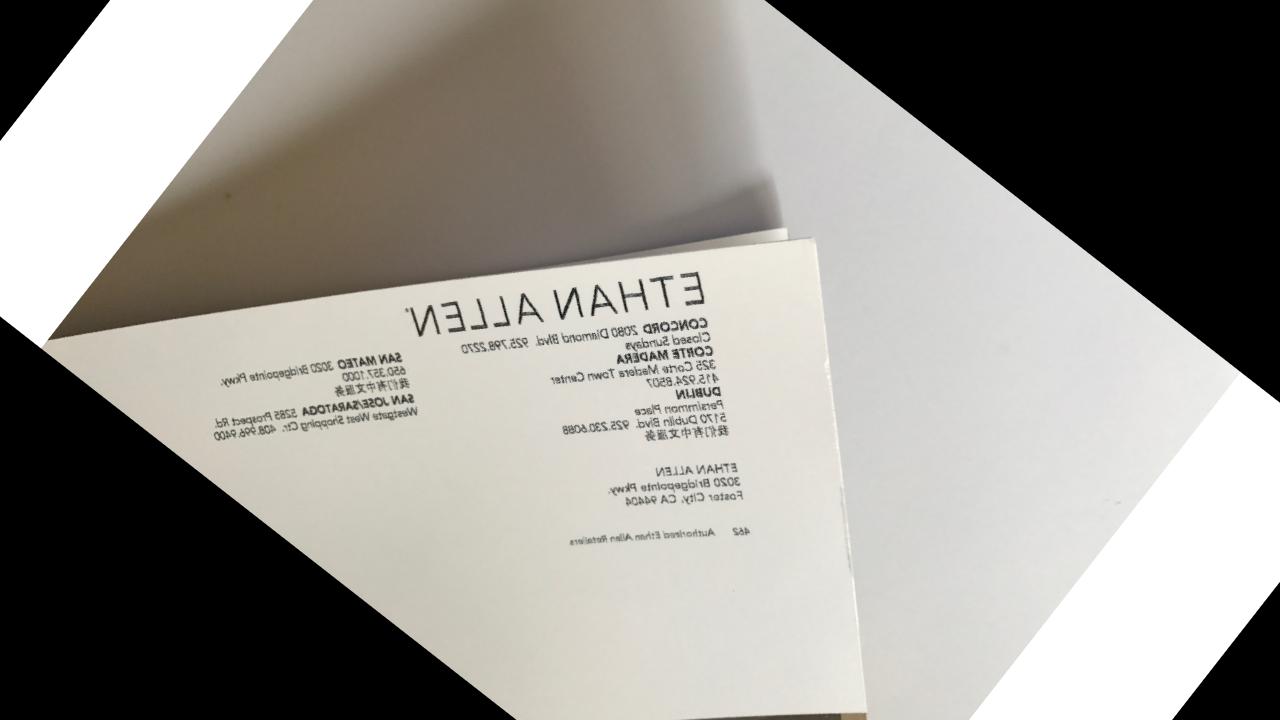 ETHAN ALLEN®
CONCORD 2080 Diamond Blvd. 925.798.2270
Closed Sundays
CORTE MADERA
325 Corte Madera Town Center
415.924.8507
DUBLIN
Persimmon Place
5170 Dublin Blvd. 925.230.6088
我们有中文服务
SAN MATEO 3020 Bridgepointe Pkwy.
650.357.1000
我们有中文服务
SAN JOSE/SARATOGA 5285 Prospect Rd.
Westgate West Shopping Ctr. 408.996.9400
ETHAN ALLEN
3020 Bridgepointe Pkwy.
Foster City, CA 94404
462 Authorized Ethan Allen Retailers